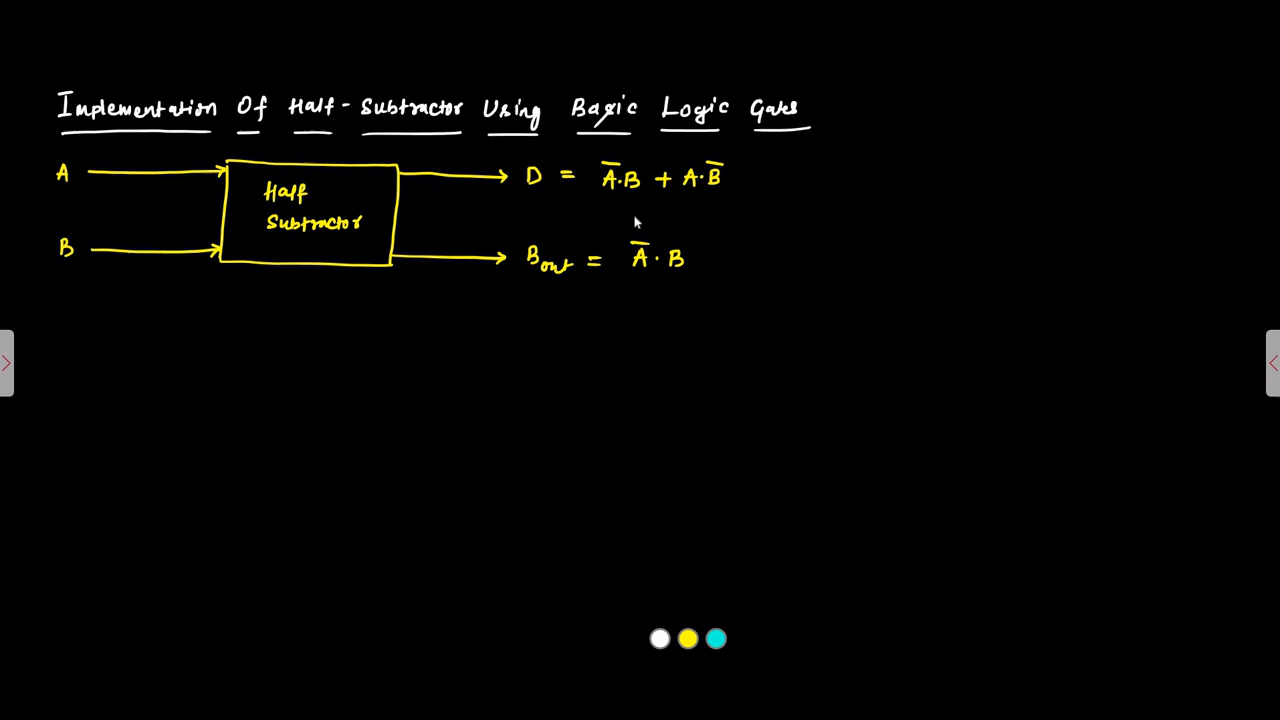 Implementation Of Half-Subtractor Using Basic Logic Gates
A
Half
Subtractor
D = A̅.B + A.B̅
B
Bout = A̅ . B